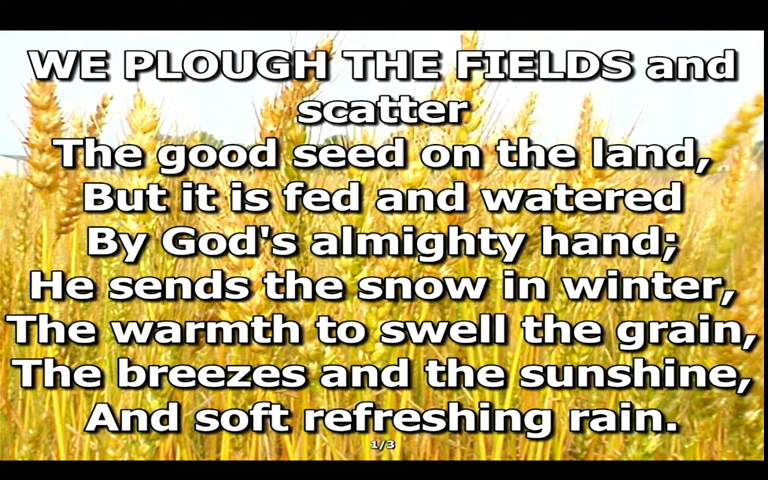 WE PLOUGH THE FIELDS and
scatter
The good seed on the land,
But it is fed and watered
By God's almighty hand;
He sends the snow in winter,
The warmth to swell the grain,
The breezes and the sunshine,
And soft refreshing rain.
1/3